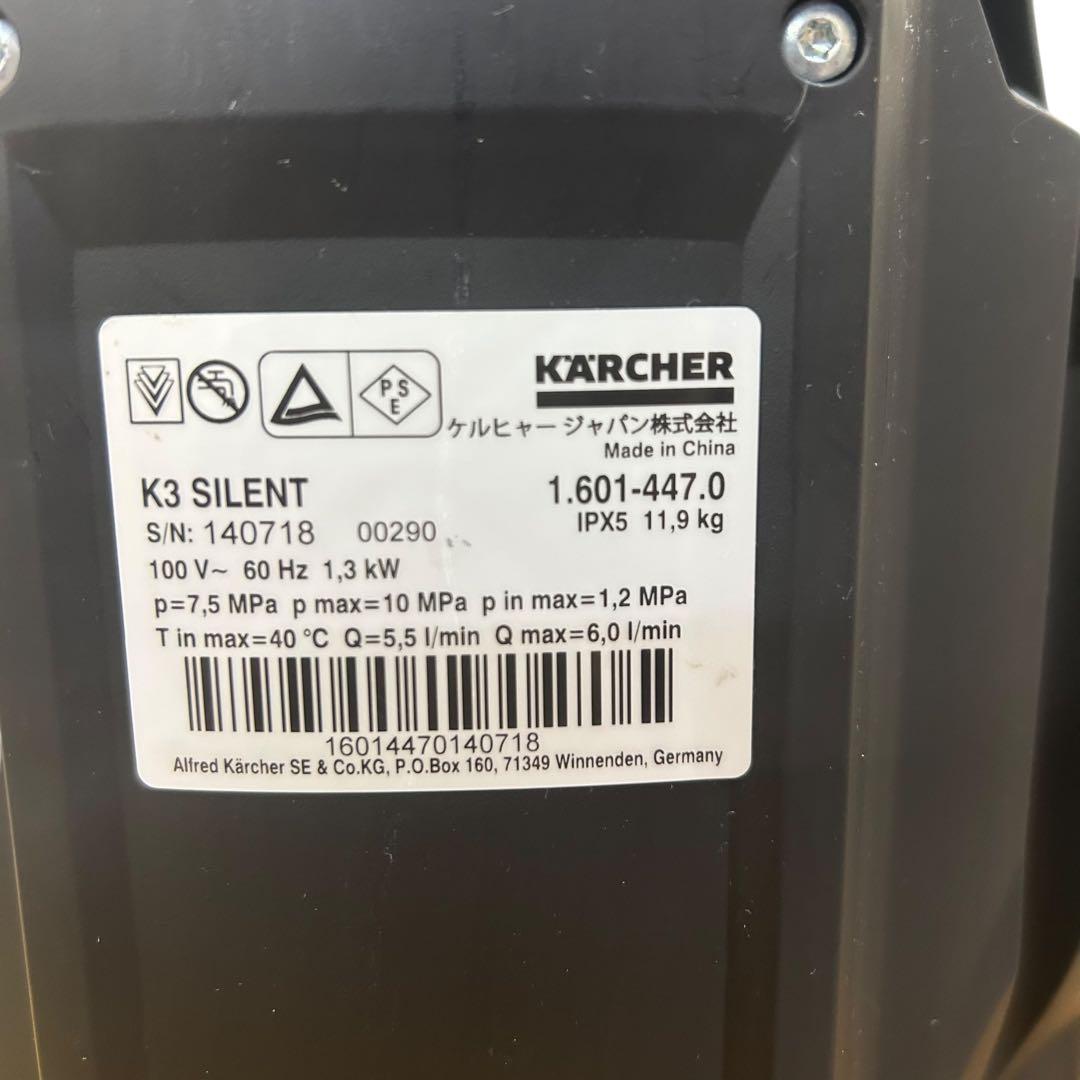 P S E
KÄRCHER
ケルヒャー ジャパン株式会社
Made in China
K3 SILENT
1.601-447.0
S/N: 140718 00290
IPX5 11,9 kg
100 V~ 60 Hz 1,3 kW
p=7,5 MPa p max=10 MPa p in max=1,2 MPa
T in max=40 °C Q=5,5 l/min Q max=6,0 l/min
16014470140718
Alfred Kärcher SE & Co.KG, P.O.Box 160, 71349 Winnenden, Germany